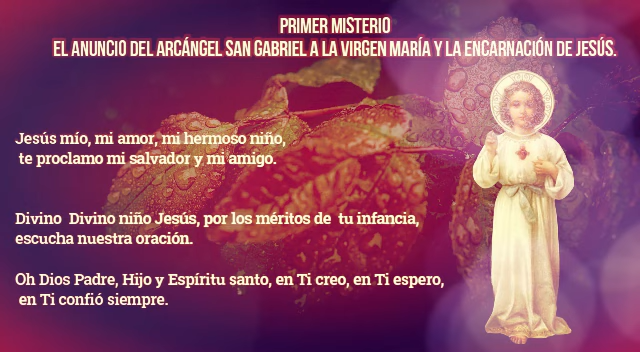 PRIMER MISTERIO
EL ANUNCIO DEL ARCÁNGEL SAN GABRIEL A LA VIRGEN MARÍA Y LA ENCARNACIÓN DE JESÚS.
Jesús mío, mi amor, mi hermoso niño,
te proclamo mi salvador y mi amigo.
Divino Divino niño Jesús, por los méritos de tu infancia,
escucha nuestra oración.
Oh Dios Padre, Hijo y Espíritu santo, en Ti creo, en Ti espero,
en Ti confió siempre.